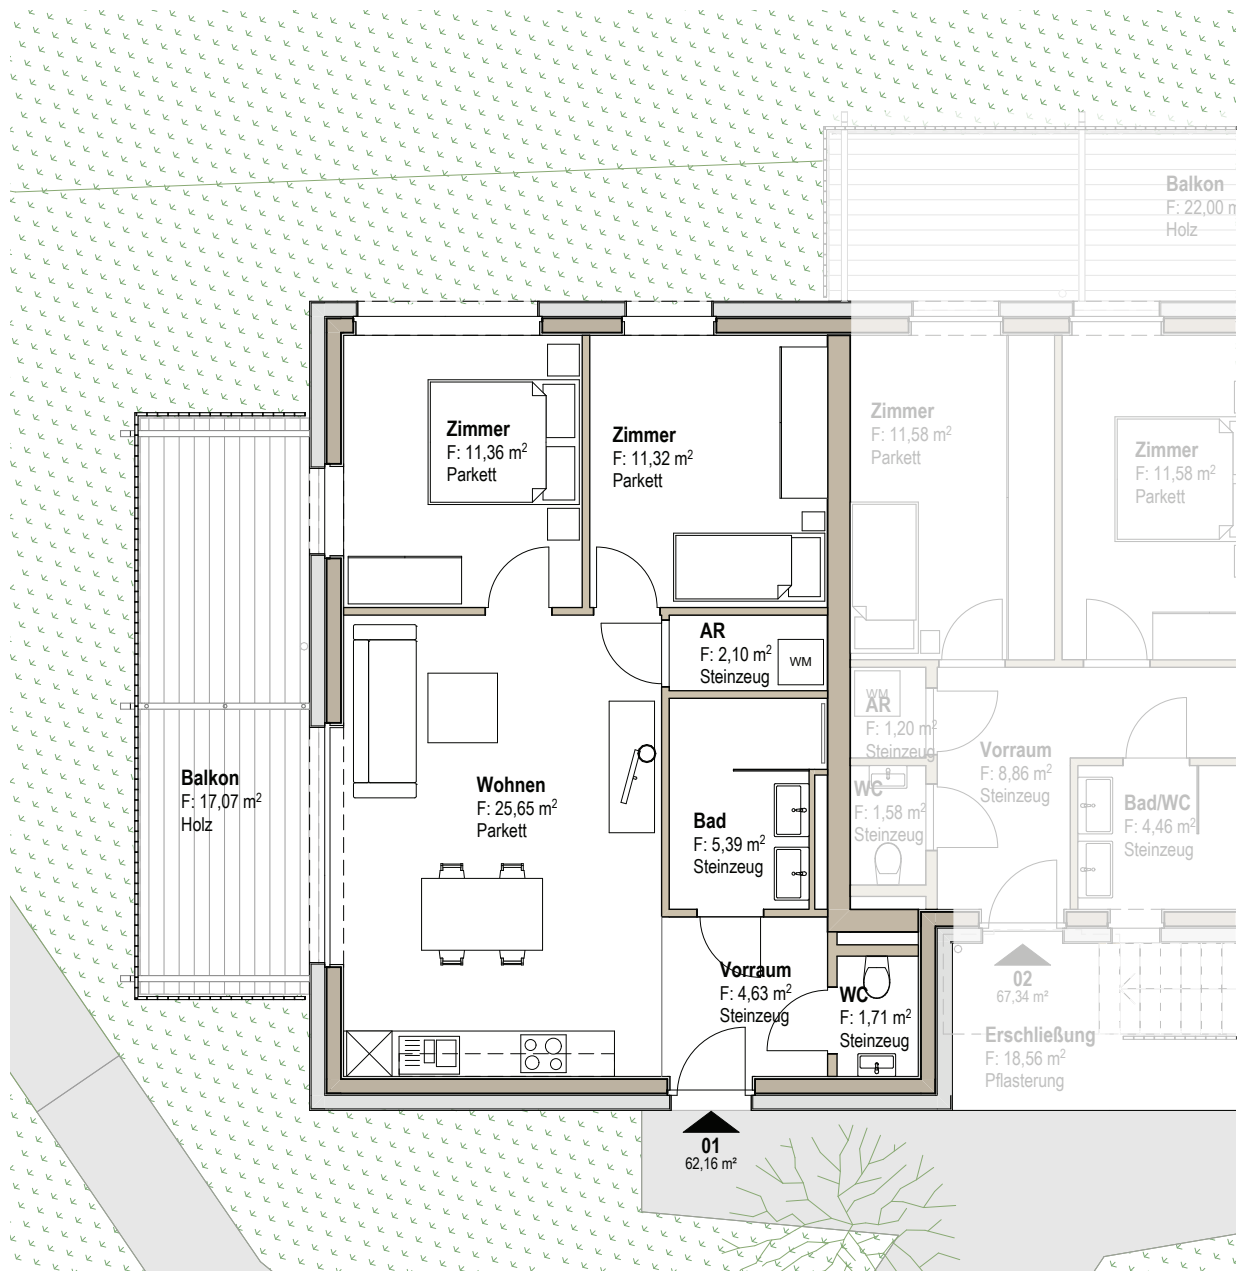 Balkon
F: 22,00 m
Holz
Zimmer
F: 11,36 m²
Parkett
Zimmer
F: 11,32 m²
Parkett
Zimmer
F: 11,58 m²
Parkett
Zimmer
F: 11,58 m²
Parkett
AR
F: 2,10 m²
Steinzeug
WM
WM
AR
F: 1,20 m²
Steinzeug
Balkon
F: 17,07 m²
Holz
Wohnen
F: 25,65 m²
Parkett
Bad
F: 5,39 m²
Steinzeug
WC
F: 1,58 m²
Steinzeug
Vorraum
F: 8,86 m²
Steinzeug
Bad/WC
F: 4,46 m²
Steinzeug
Vorraum
F: 4,63 m²
Steinzeug
WC
F: 1,71 m²
Steinzeug
02
67,34 m²
Erschließung
F: 18,56 m²
Pflasterung
01
62,16 m²